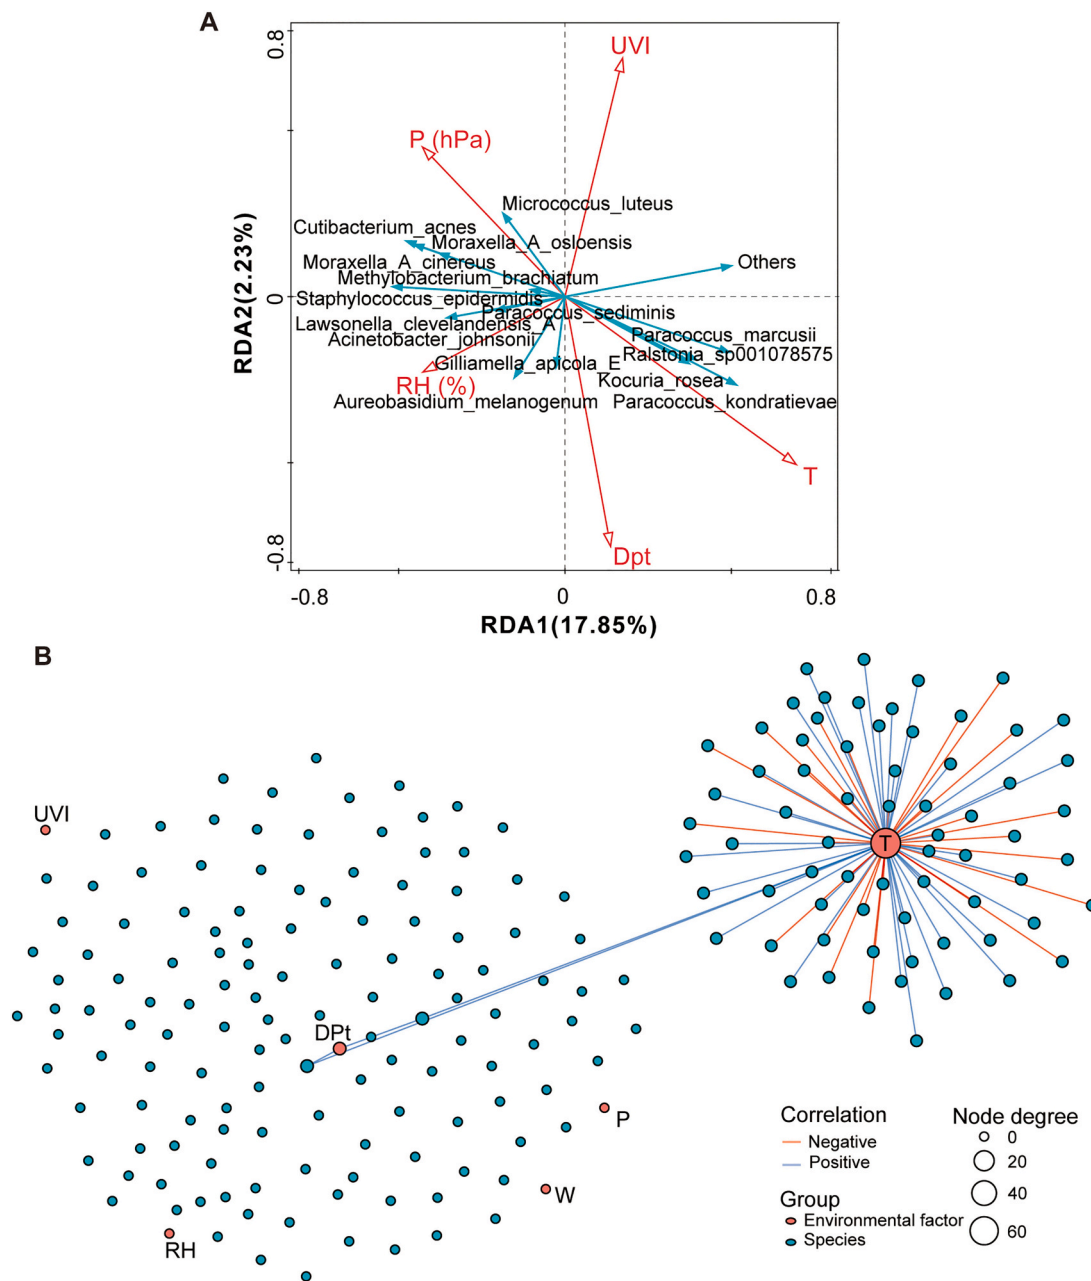 A
0.8
UVI
P (hPa)
Micrococcus_luteus
Cutibacterium_acnes
Moraxella_A_osloensis
Moraxella_A_cinereus
Others
Methylobacterium_brachiatum
RDA2(2.23%)
0
Staphylococcus_epidermidis
Paracoccus_sediminis
Lawsonella_clevelandensis_A
Paracoccus_marcusii
Acinetobacter_johnsonii
Ralstonia_sp001078575
Gilliamella_apicola_E
RH (%)
Kocuria_rosea
Aureobasidium_melanogenum
Paracoccus_kondratievae
T
Dpt
-0.8
-0.8
0
0.8
RDA1(17.85%)
B
UVI
T
DPt
P
W
RH
Correlation
Negative
Positive
Group
Environmental factor
Species
Node degree
0
20
40
60